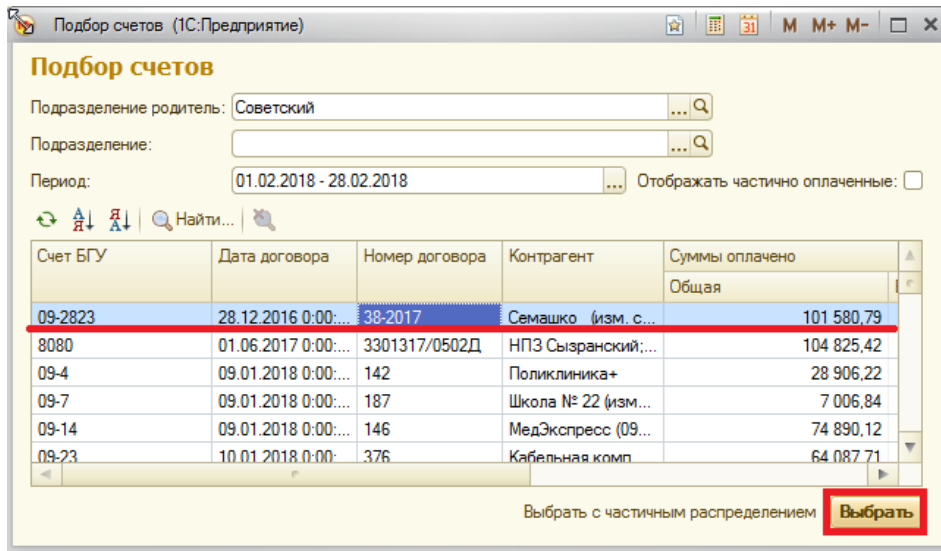 Подбор счетов (1С:Предприятие) 31 M M+ M-
Подбор счетов
Подразделение родитель: Советский ...
Подразделение: ...
Период: 01.02.2018 - 28.02.2018 ... Отображать частично оплаченные:
А Я Я А Найти...
Счет БГУ Дата договора Номер договора Контрагент Суммы оплачено
Общая
09-2823 28.12.2016 0:00:... 38-2017 Семашко (изм. с... 101 580,79
8080 01.06.2017 0:00:... 3301317/0502Д НПЗ Сызранский;... 104 825,42
09-4 09.01.2018 0:00:... 142 Поликлиника+ 28 906,22
09-7 09.01.2018 0:00:... 187 Школа № 22 (изм... 7 006,84
09-14 09.01.2018 0:00:... 146 МедЭкспресс (09... 74 890,12
09-23 10.01.2018 0:00: 376 Кабельная комп 64 087,71
Выбрать с частичным распределением Выбрать